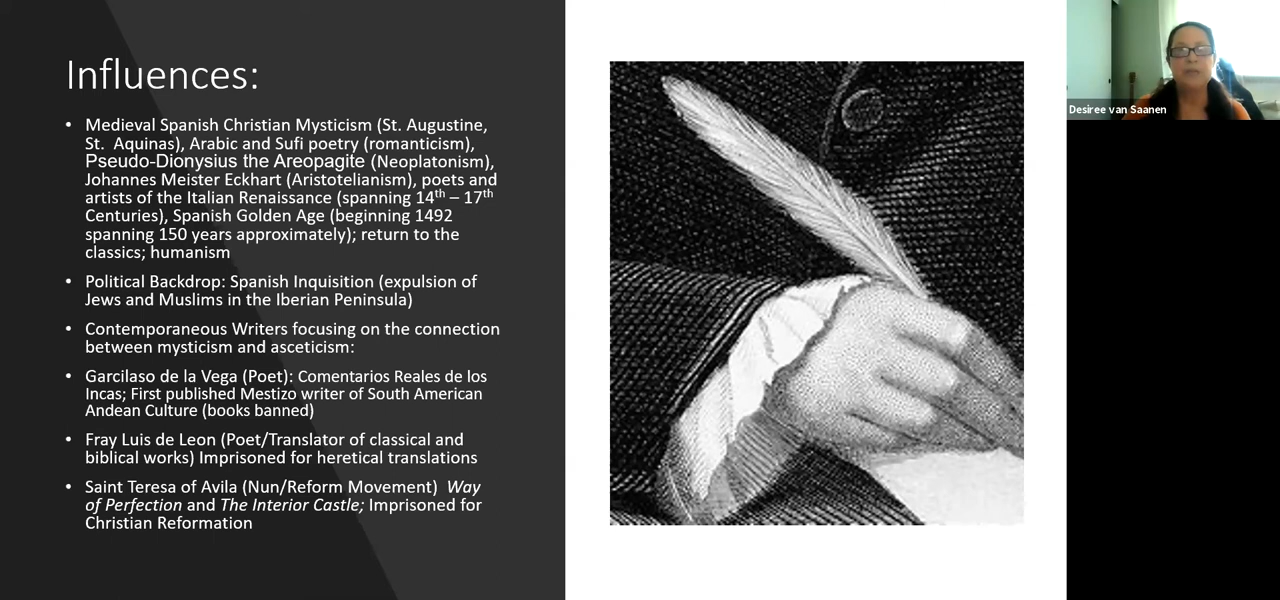 Influences:
• Medieval Spanish Christian Mysticism (St. Augustine,
St. Aquinas), Arabic and Sufi poetry (romanticism),
Pseudo-Dionysius the Areopagite (Neoplatonism),
Johannes Meister Eckhart (Aristotelianism), poets and
artists of the Italian Renaissance (spanning 14th – 17th
Centuries), Spanish Golden Age (beginning 1492
spanning 150 years approximately); return to the
classics; humanism
• Political Backdrop: Spanish Inquisition (expulsion of
Jews and Muslims in the Iberian Peninsula)
• Contemporaneous Writers focusing on the connection
between mysticism and asceticism:
• Garcilaso de la Vega (Poet): Comentarios Reales de los
Incas; First published Mestizo writer of South American
Andean Culture (books banned)
• Fray Luis de Leon (Poet/Translator of classical and
biblical works) Imprisoned for heretical translations
• Saint Teresa of Avila (Nun/Reform Movement) Way
of Perfection and The Interior Castle; Imprisoned for
Christian Reformation
Desiree van Saanen